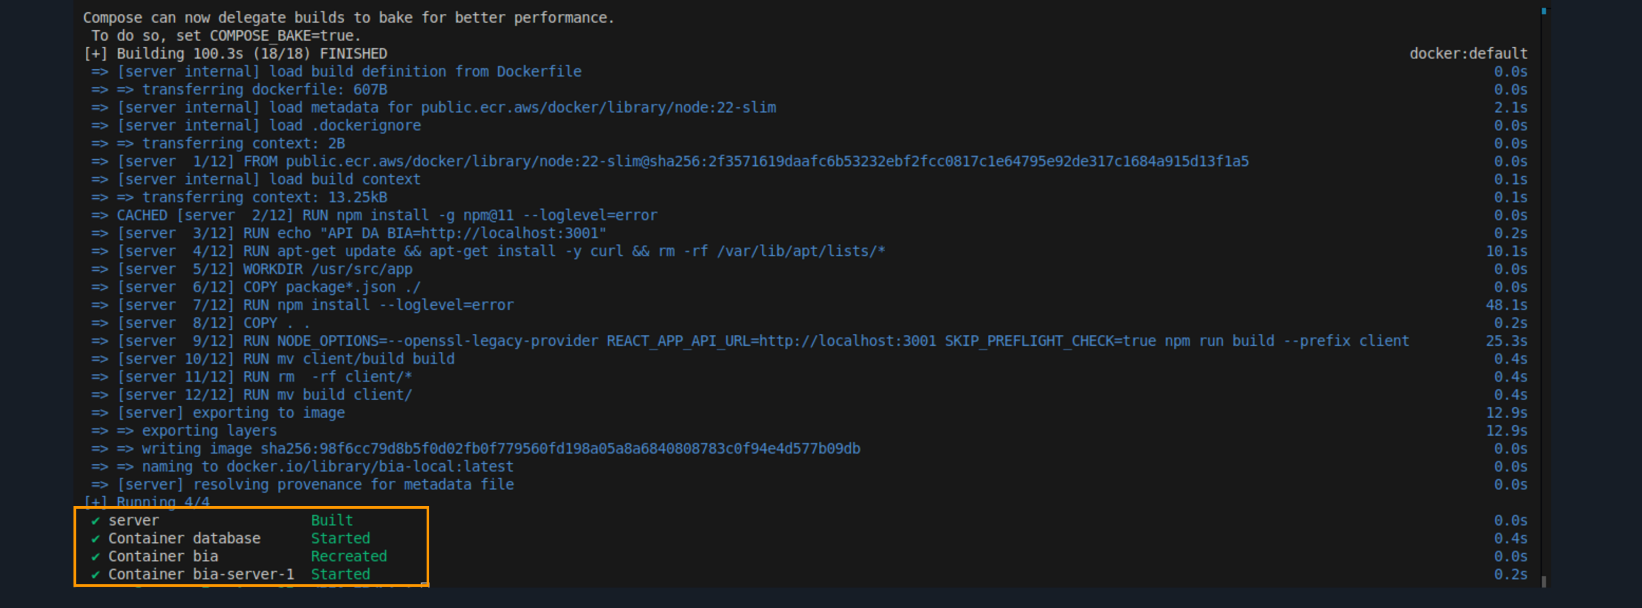 Compose can now delegate builds to bake for better performance.
To do so, set COMPOSE_BAKE=true.
[+] Building 100.3s (18/18) FINISHED docker:default
=> [server internal] load build definition from Dockerfile 0.0s
=> => transferring dockerfile: 607B 0.0s
=> [server internal] load metadata for public.ecr.aws/docker/library/node:22-slim 2.1s
=> [server internal] load .dockerignore 0.0s
=> => transferring context: 2B 0.0s
=> [server  1/12] FROM public.ecr.aws/docker/library/node:22-slim@sha256:2f3571619daafc6b53232ebf2fcc0817c1e64795e92de317c1684a915d13f1a5 0.0s
=> [server internal] load build context 0.1s
=> => transferring context: 13.25kB 0.1s
=> CACHED [server  2/12] RUN npm install -g npm@11 --loglevel=error 0.0s
=> [server  3/12] RUN echo "API DA BIA=http://localhost:3001" 0.2s
=> [server  4/12] RUN apt-get update && apt-get install -y curl && rm -rf /var/lib/apt/lists/* 10.1s
=> [server  5/12] WORKDIR /usr/src/app 0.0s
=> [server  6/12] COPY package*.json ./ 0.0s
=> [server  7/12] RUN npm install --loglevel=error 48.1s
=> [server  8/12] COPY . . 0.2s
=> [server  9/12] RUN NODE_OPTIONS=--openssl-legacy-provider REACT_APP_API_URL=http://localhost:3001 SKIP_PREFLIGHT_CHECK=true npm run build --prefix client 25.3s
=> [server 10/12] RUN mv client/build build 0.4s
=> [server 11/12] RUN rm  -rf client/* 0.4s
=> [server 12/12] RUN mv build client/ 0.4s
=> [server] exporting to image 12.9s
=> => exporting layers 12.9s
=> => writing image sha256:98f6cc79d8b5f0d02fb0f779560fd198a05a8a6840808783c0f94e4d577b09db 0.0s
=> => naming to docker.io/library/bia-local:latest 0.0s
=> [server] resolving provenance for metadata file 0.0s
[+] Running 4/4
✔ server Built 0.0s
✔ Container database Started 0.4s
✔ Container bia Recreated 0.0s
✔ Container bia-server-1 Started 0.2s